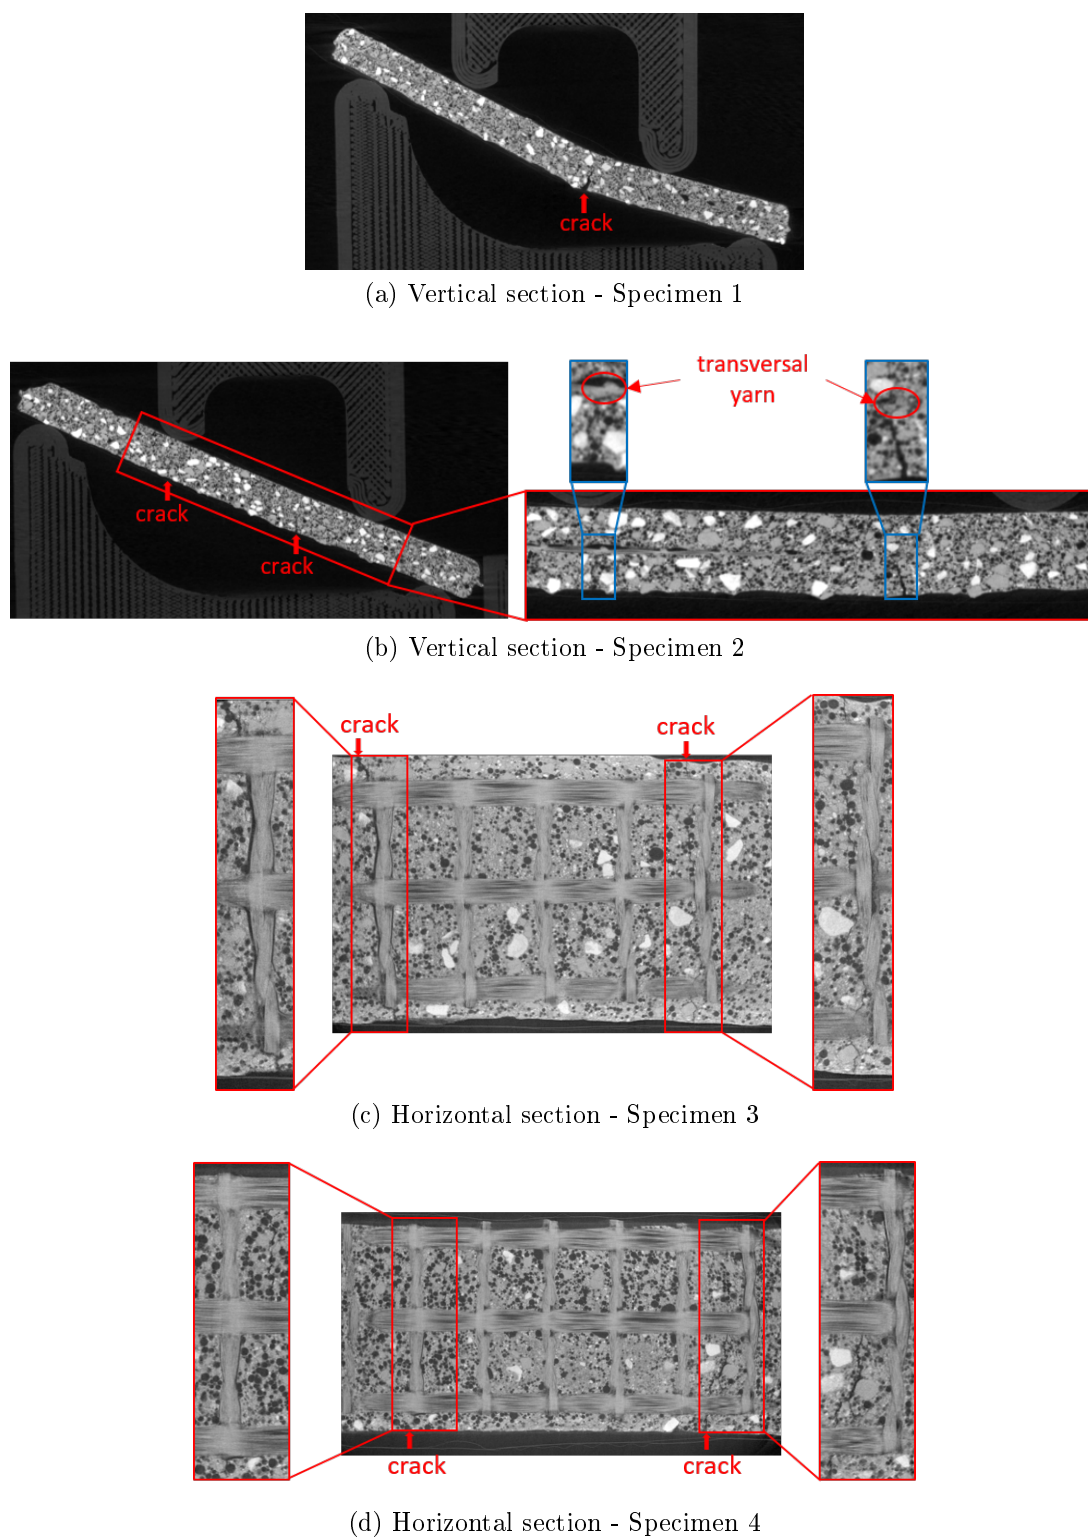 crack
(a) Vertical section - Specimen 1
transversal
yarn
crack
crack
(b) Vertical section - Specimen 2
crack
crack
(c) Horizontal section - Specimen 3
crack
crack
(d) Horizontal section - Specimen 4